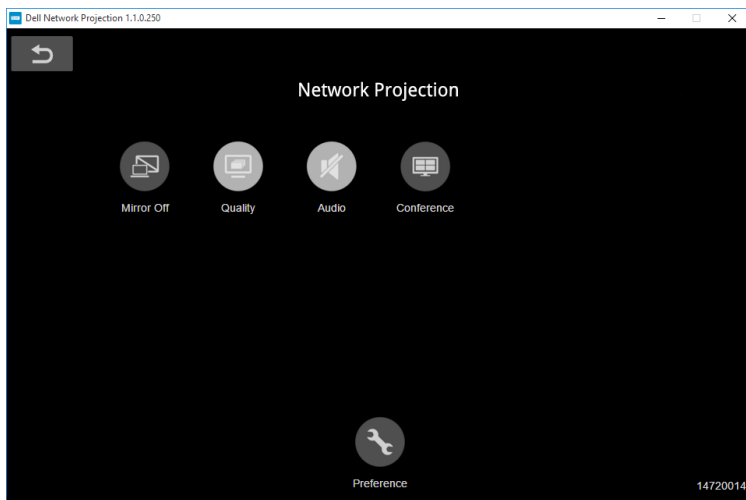 Dell Network Projection 1.1.0.250
Network Projection
Mirror Off Quality Audio Conference
Preference
14720014